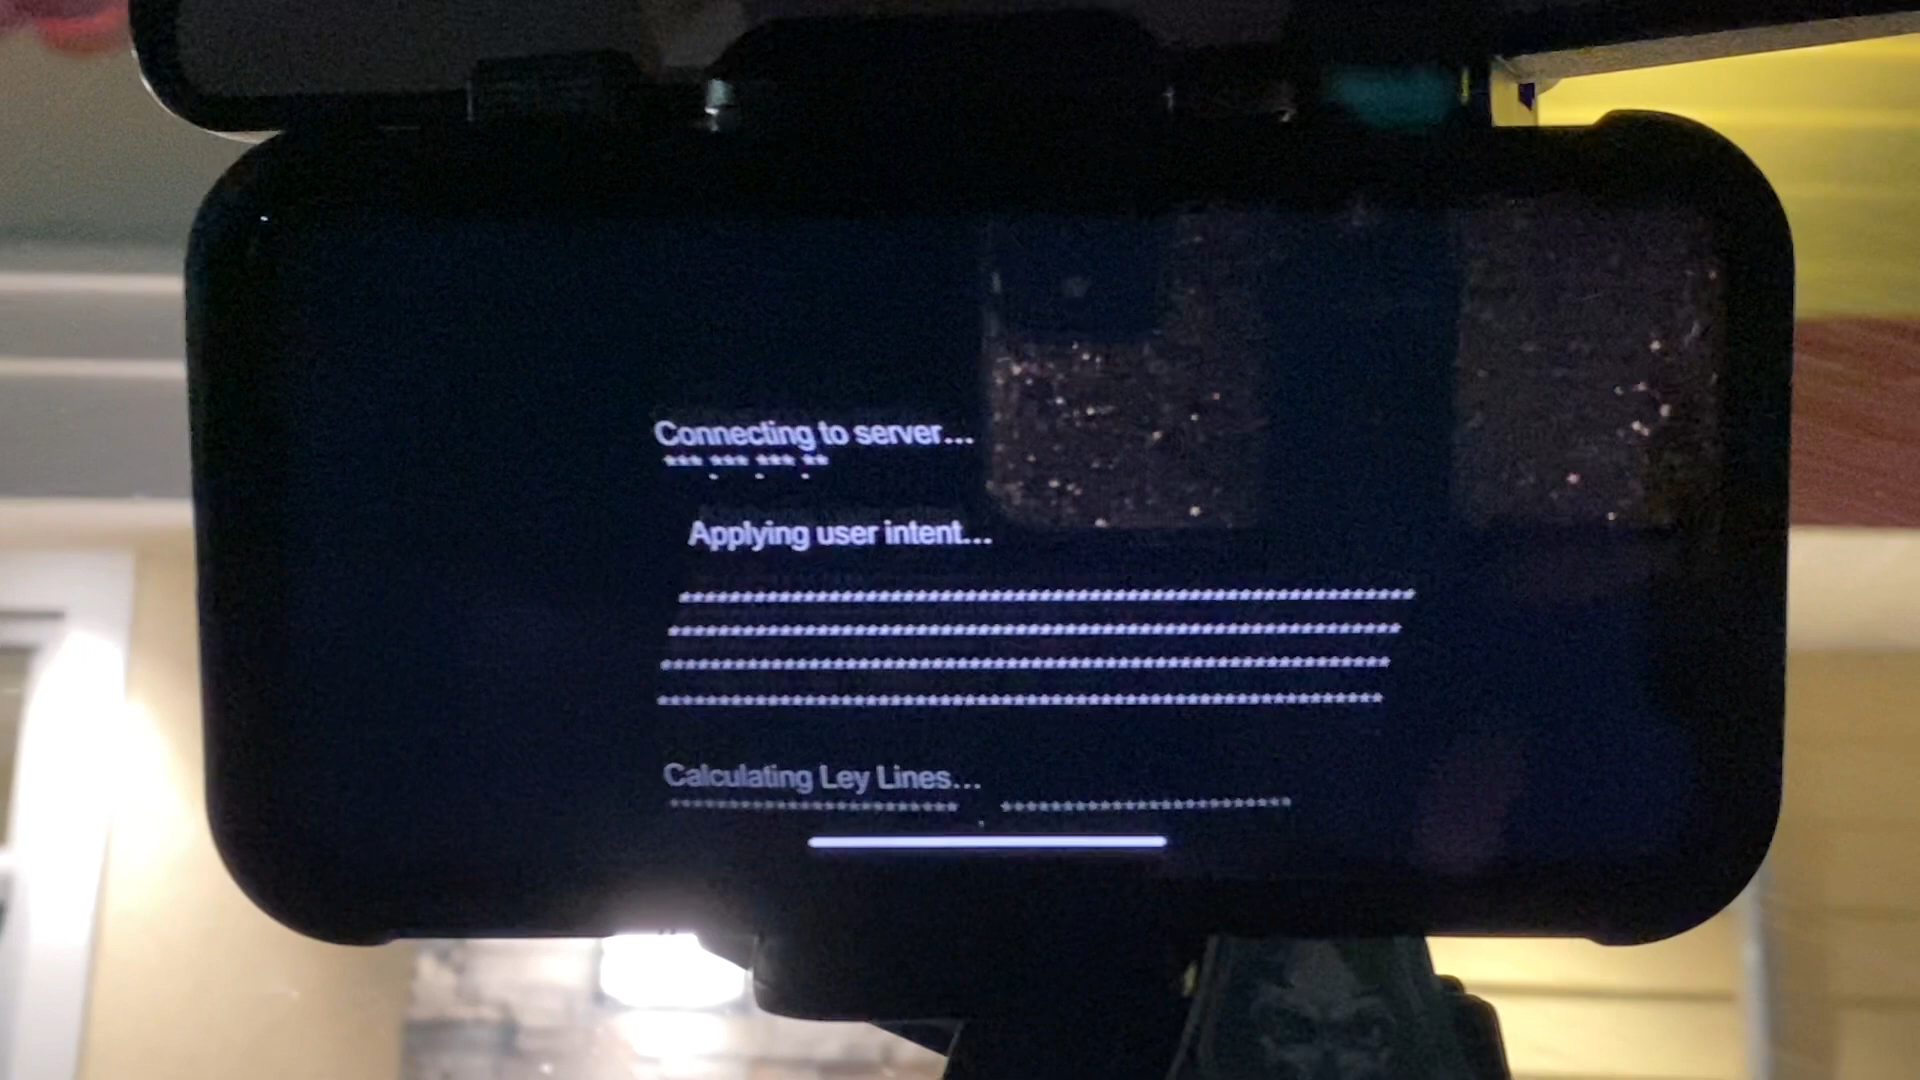 Connecting to server...
*** *** *** **
. . .
Applying user intent...
**********************************************************************
**********************************************************************
**********************************************************************
**********************************************************************
Calculating Ley Lines...
**************************** ****************************